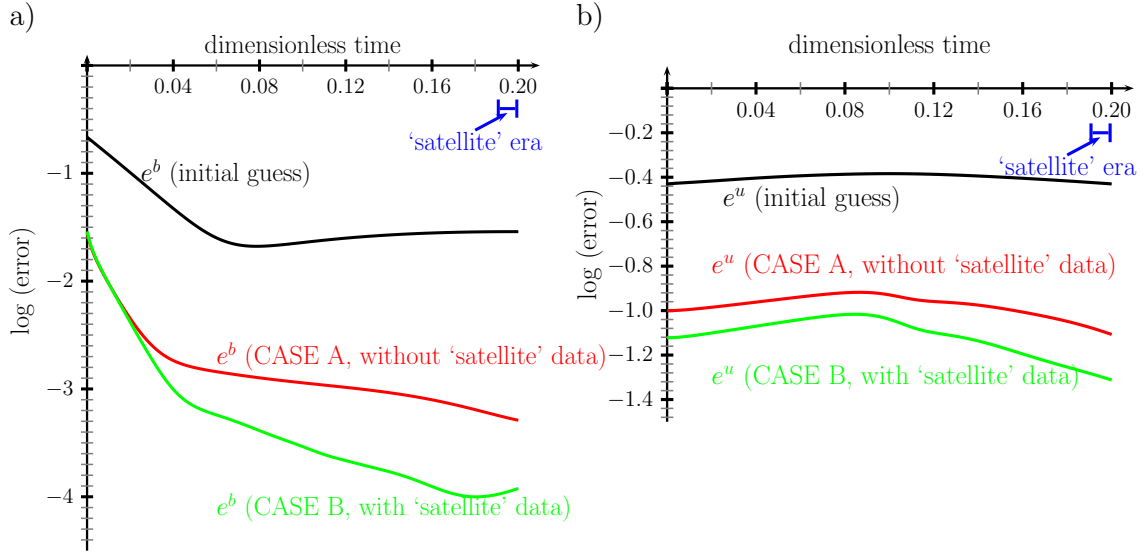 a)
dimensionless time
0.04 0.08 0.12 0.16 0.20
‘satellite’ era
−1
−2
−3
−4
log (error)
e^b (initial guess)
e^b (CASE A, without ‘satellite’ data)
e^b (CASE B, with ‘satellite’ data)
b)
dimensionless time
0.04 0.08 0.12 0.16 0.20
‘satellite’ era
−0.2
−0.4
−0.6
−0.8
−1.0
−1.2
−1.4
log (error)
e^u (initial guess)
e^u (CASE A, without ‘satellite’ data)
e^u (CASE B, with ‘satellite’ data)